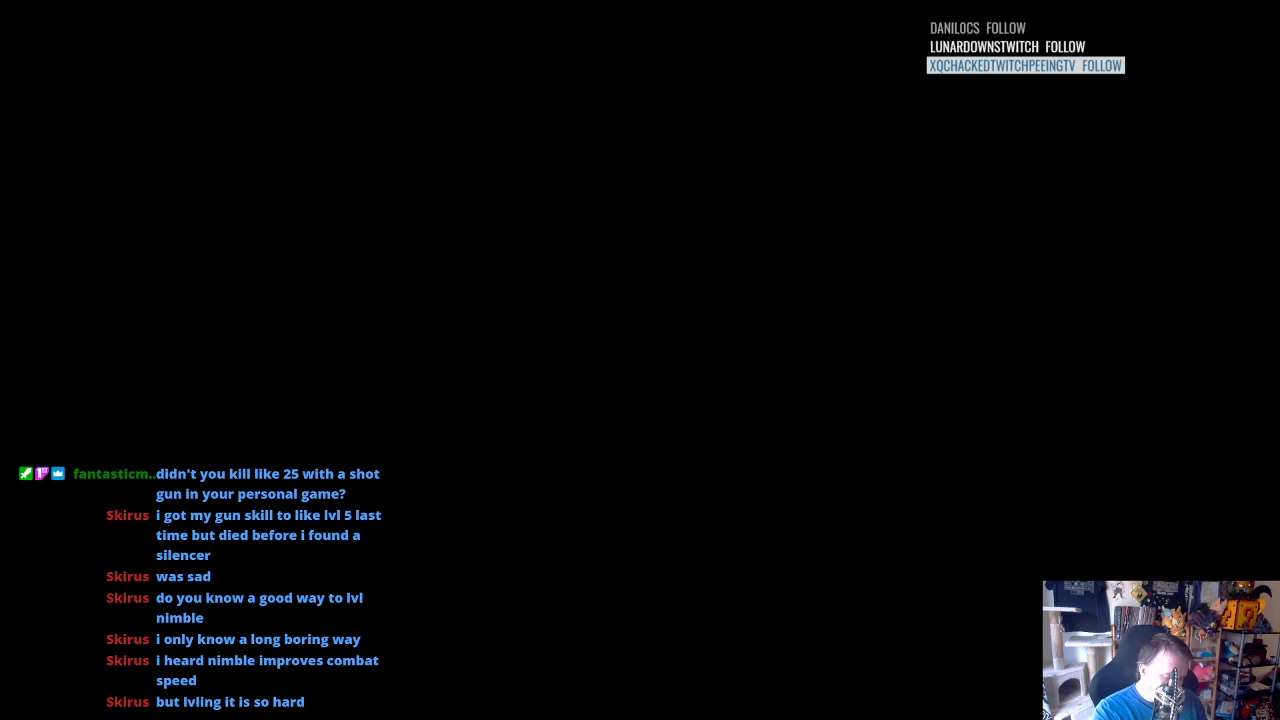 DANILOCS FOLLOW
LUNARDOWNSTWITCH FOLLOW
XQCHACKEDTWITCHPEEINGTV FOLLOW
fantasticm.. didn't you kill like 25 with a shot
gun in your personal game?
Skirus i got my gun skill to like lvl 5 last
time but died before i found a
silencer
Skirus was sad
Skirus do you know a good way to lvl
nimble
Skirus i only know a long boring way
Skirus i heard nimble improves combat
speed
Skirus but lvling it is so hard